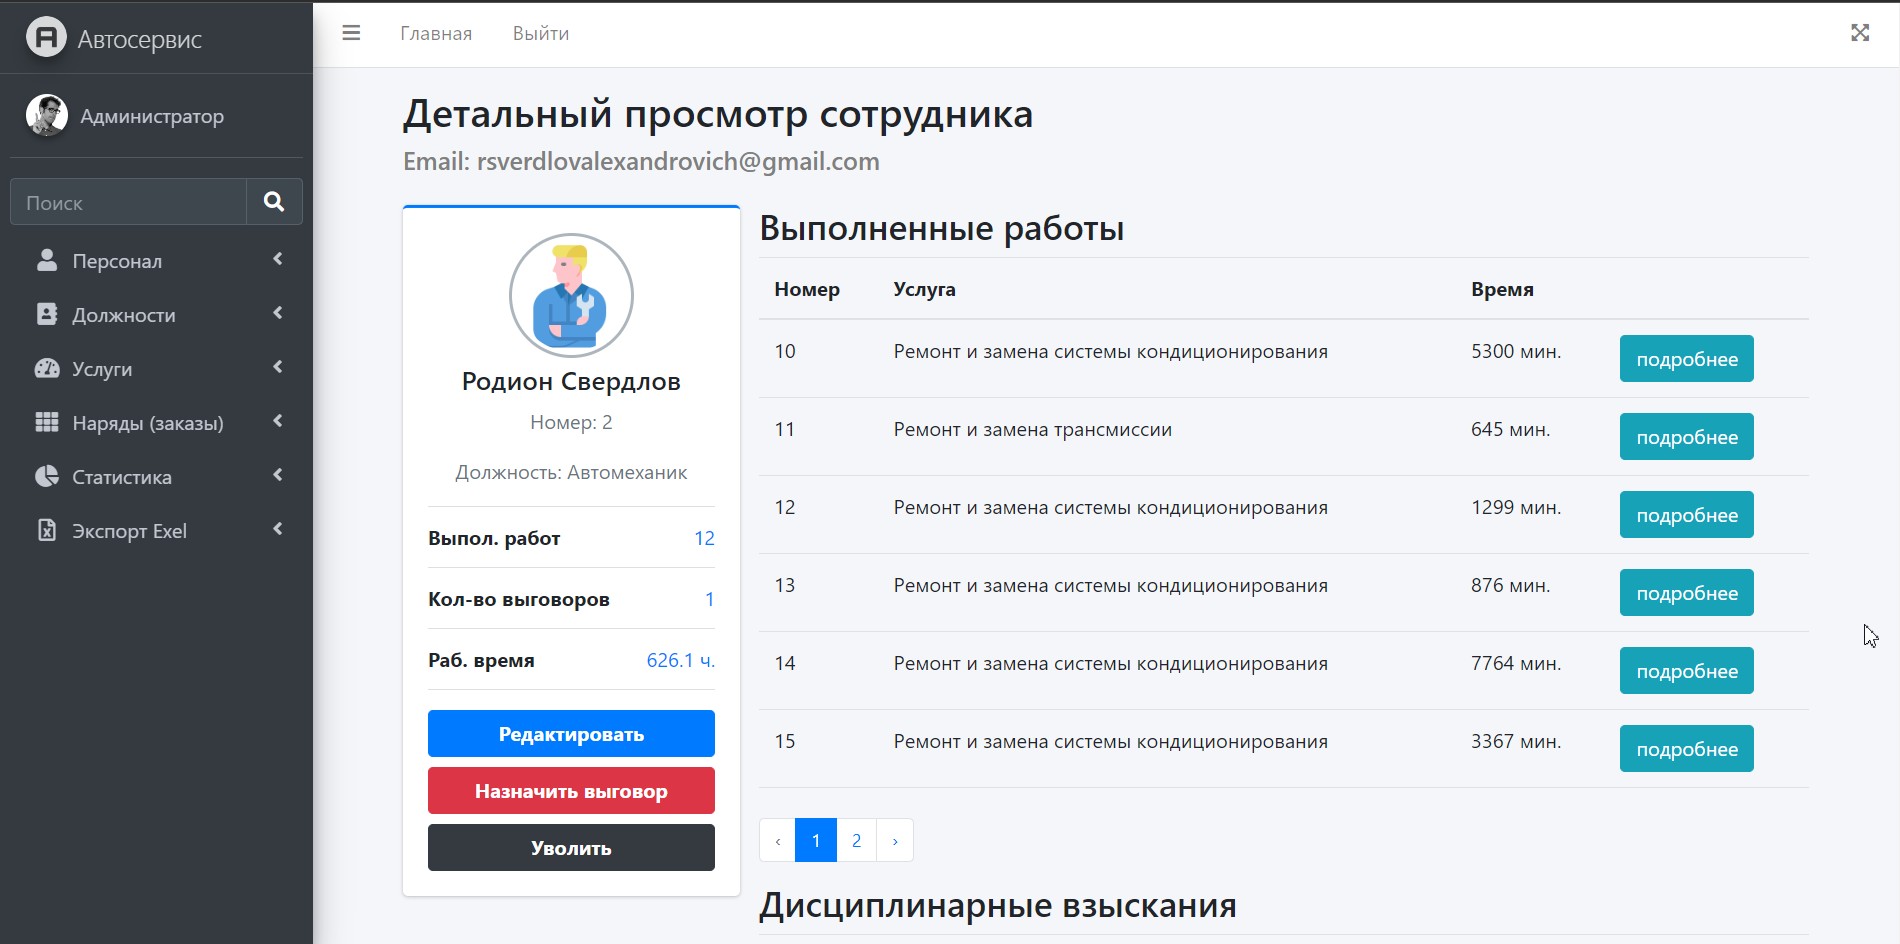 Автосервис
Главная
Выйти
Администратор
Поиск
Персонал
Должности
Услуги
Наряды (заказы)
Статистика
Экспорт Exel
Детальный просмотр сотрудника
Email: rsverdlovalexandrovich@gmail.com
Родион Свердлов
Номер: 2
Должность: Автомеханик
Выпол. работ 12
Кол-во выговоров 1
Раб. время 626.1 ч.
Редактировать
Назначить выговор
Уволить
Выполненные работы
Номер Услуга Время
10 Ремонт и замена системы кондиционирования 5300 мин. подробнее
11 Ремонт и замена трансмиссии 645 мин. подробнее
12 Ремонт и замена системы кондиционирования 1299 мин. подробнее
13 Ремонт и замена системы кондиционирования 876 мин. подробнее
14 Ремонт и замена системы кондиционирования 7764 мин. подробнее
15 Ремонт и замена системы кондиционирования 3367 мин. подробнее
‹ 1 2 ›
Дисциплинарные взыскания